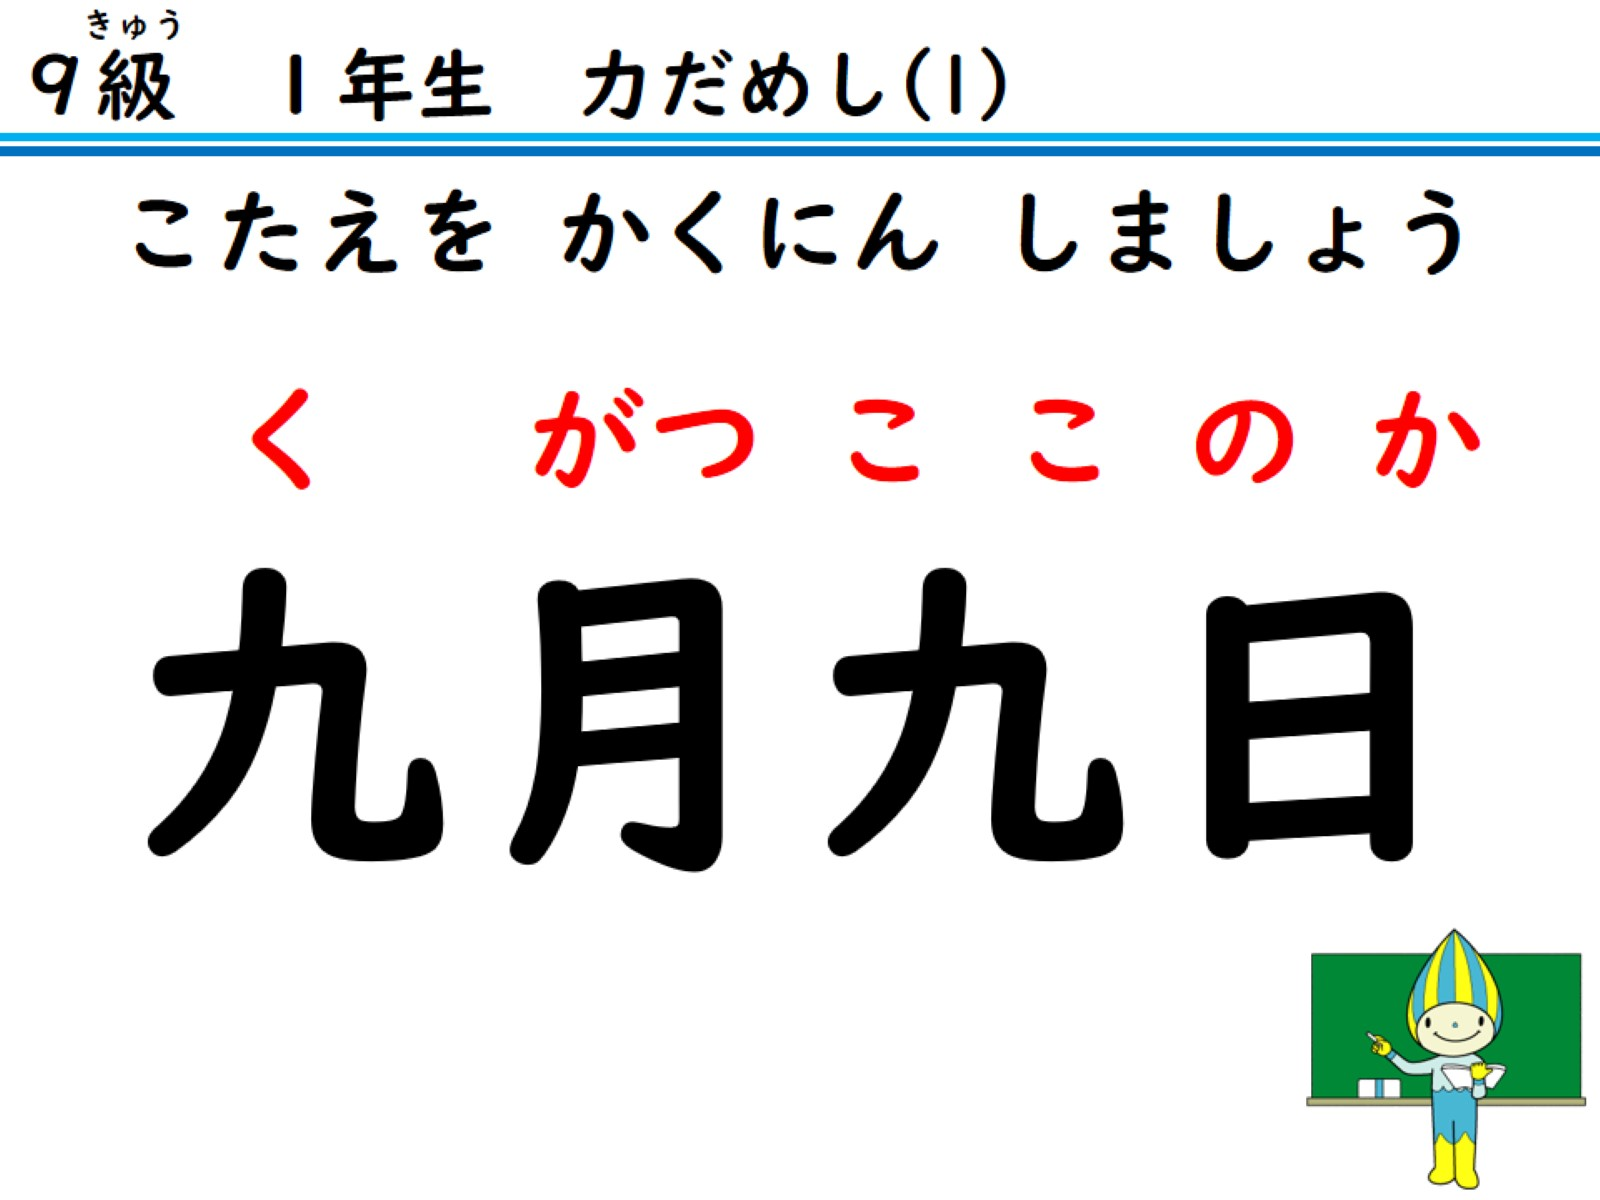 きゅう
9級　1年生　力だめし(1)
こたえを かくにん しましょう
く がつ こ こ の か
九月九日